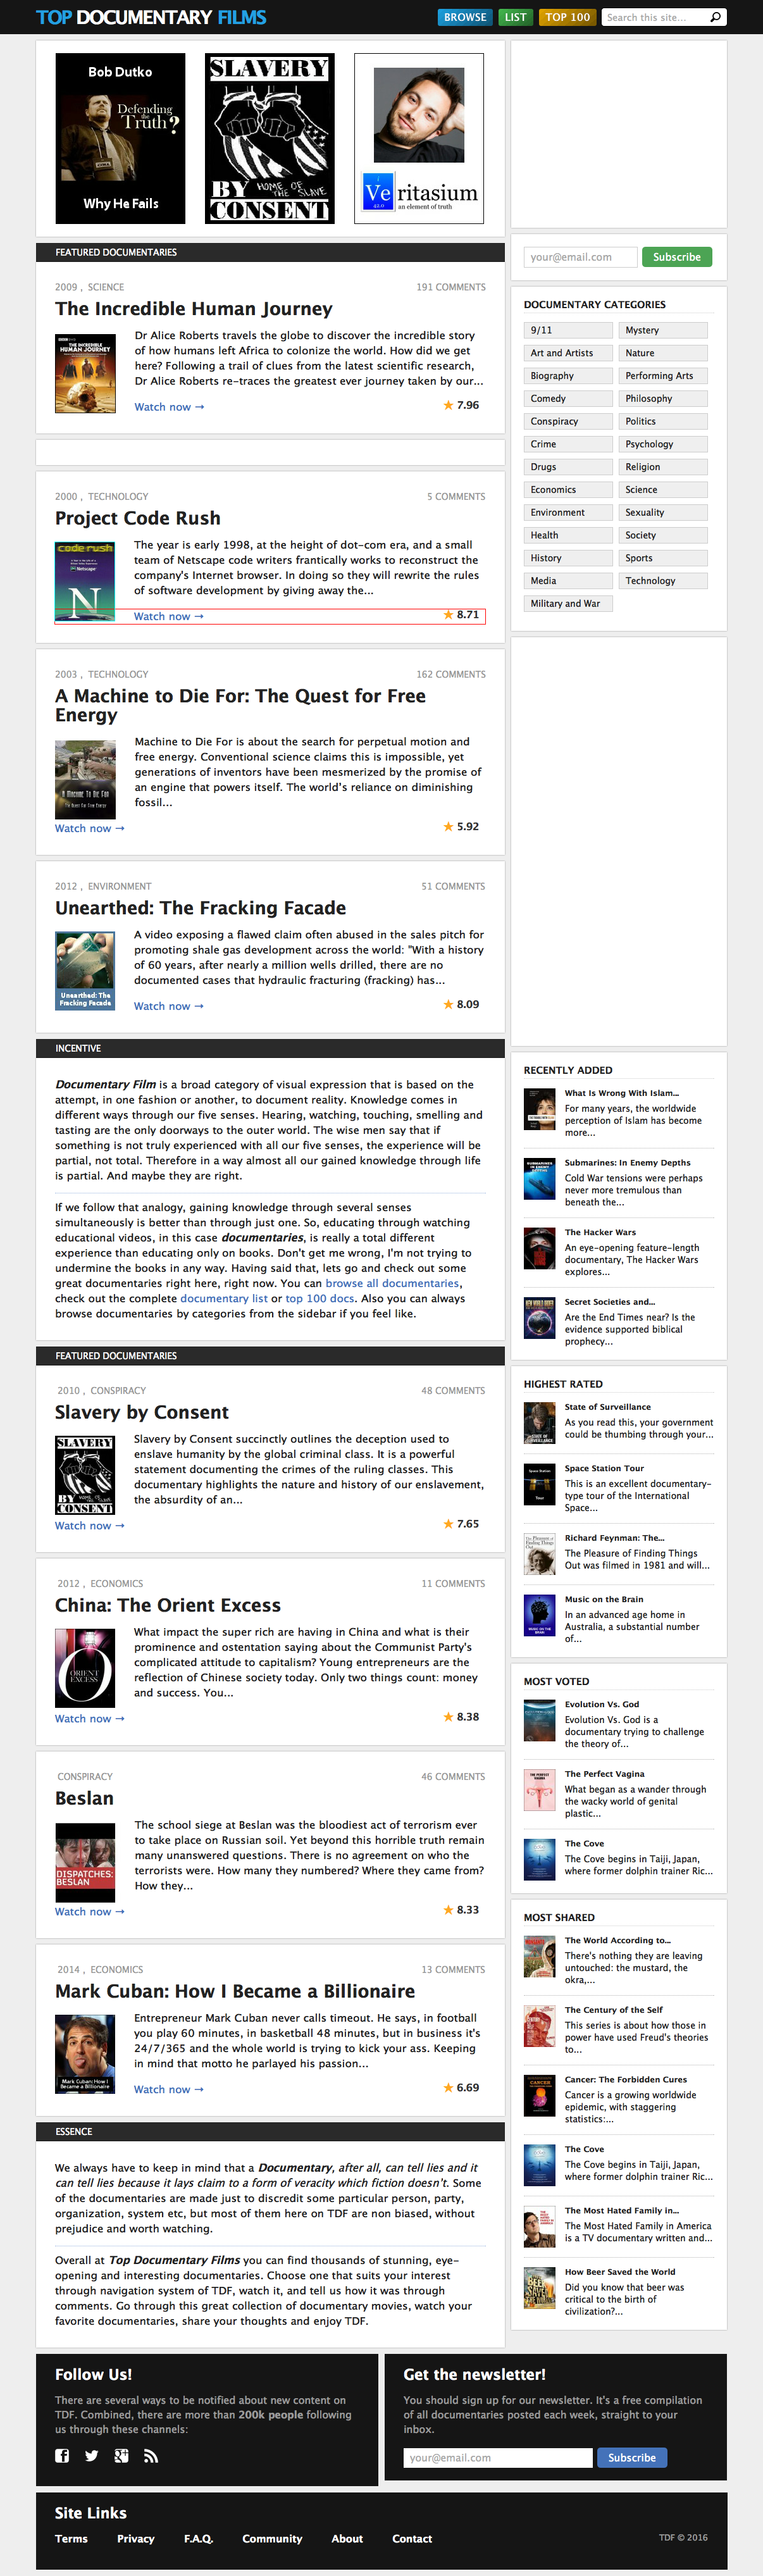 TOP DOCUMENTARY FILMS
BROWSE
LIST
TOP 100
Search this site...
Bob Dutko
Defending
the
Truth?
Why He Fails
SLAVERY
HOME OF
THE SLAVE
BY
CONSENT
Ve ritasium
42.0
an element of truth
your@email.com
Subscribe
FEATURED DOCUMENTARIES
2009 , SCIENCE
191 COMMENTS
The Incredible Human Journey
THE INCREDIBLE
HUMAN JOURNEY
Dr Alice Roberts travels the globe to discover the incredible story
of how humans left Africa to colonize the world. How did we get
here? Following a trail of clues from the latest scientific research,
Dr Alice Roberts re-traces the greatest ever journey taken by our...
Watch now →
7.96
2000 , TECHNOLOGY
5 COMMENTS
Project Code Rush
code rush
Netscape
N
The year is early 1998, at the height of dot-com era, and a small
team of Netscape code writers frantically works to reconstruct the
company's Internet browser. In doing so they will rewrite the rules
of software development by giving away the...
Watch now →
8.71
2003 , TECHNOLOGY
162 COMMENTS
A Machine to Die For: The Quest for Free
Energy
A Machine To Die For
The Quest For Free Energy
Machine to Die For is about the search for perpetual motion and
free energy. Conventional science claims this is impossible, yet
generations of inventors have been mesmerized by the promise of
an engine that powers itself. The world's reliance on diminishing
fossil...
Watch now →
5.92
2012 , ENVIRONMENT
51 COMMENTS
Unearthed: The Fracking Facade
Unearthed: The
Fracking Facade
A video exposing a flawed claim often abused in the sales pitch for
promoting shale gas development across the world: "With a history
of 60 years, after nearly a million wells drilled, there are no
documented cases that hydraulic fracturing (fracking) has...
Watch now →
8.09
INCENTIVE
Documentary Film is a broad category of visual expression that is based on the
attempt, in one fashion or another, to document reality. Knowledge comes in
different ways through our five senses. Hearing, watching, touching, smelling and
tasting are the only doorways to the outer world. The wise men say that if
something is not truly experienced with all our five senses, the experience will be
partial, not total. Therefore in a way almost all our gained knowledge through life
is partial. And maybe they are right.
If we follow that analogy, gaining knowledge through several senses
simultaneously is better than through just one. So, educating through watching
educational videos, in this case documentaries, is really a total different
experience than educating only on books. Don't get me wrong, I'm not trying to
undermine the books in any way. Having said that, lets go and check out some
great documentaries right here, right now. You can browse all documentaries,
check out the complete documentary list or top 100 docs. Also you can always
browse documentaries by categories from the sidebar if you feel like.
FEATURED DOCUMENTARIES
2010 , CONSPIRACY
48 COMMENTS
Slavery by Consent
SLAVERY
BY
CONSENT
Slavery by Consent succinctly outlines the deception used to
enslave humanity by the global criminal class. It is a powerful
statement documenting the crimes of the ruling classes. This
documentary highlights the nature and history of our enslavement,
the absurdity of an...
Watch now →
7.65
2012 , ECONOMICS
11 COMMENTS
China: The Orient Excess
ORIENT
EXCESS
What impact the super rich are having in China and what is their
prominence and ostentation saying about the Communist Party's
complicated attitude to capitalism? Young entrepreneurs are the
reflection of Chinese society today. Only two things count: money
and success. You...
Watch now →
8.38
CONSPIRACY
46 COMMENTS
Beslan
DISPATCHES:
BESLAN
The school siege at Beslan was the bloodiest act of terrorism ever
to take place on Russian soil. Yet beyond this horrible truth remain
many unanswered questions. There is no agreement on who the
terrorists were. How many they numbered? Where they came from?
How they...
Watch now →
8.33
2014 , ECONOMICS
13 COMMENTS
Mark Cuban: How I Became a Billionaire
Mark Cuban: How I
Became a Billionaire
Entrepreneur Mark Cuban never calls timeout. He says, in football
you play 60 minutes, in basketball 48 minutes, but in business it's
24/7/365 and the whole world is trying to kick your ass. Keeping
in mind that motto he parlayed his passion...
Watch now →
6.69
ESSENCE
We always have to keep in mind that a Documentary, after all, can tell lies and it
can tell lies because it lays claim to a form of veracity which fiction doesn't. Some
of the documentaries are made just to discredit some particular person, party,
organization, system etc, but most of them here on TDF are non biased, without
prejudice and worth watching.
Overall at Top Documentary Films you can find thousands of stunning, eye-
opening and interesting documentaries. Choose one that suits your interest
through navigation system of TDF, watch it, and tell us how it was through
comments. Go through this great collection of documentary movies, watch your
favorite documentaries, share your thoughts and enjoy TDF.
DOCUMENTARY CATEGORIES
9/11
Mystery
Art and Artists
Nature
Biography
Performing Arts
Comedy
Philosophy
Conspiracy
Politics
Crime
Psychology
Drugs
Religion
Economics
Science
Environment
Sexuality
Health
Society
History
Sports
Media
Technology
Military and War
RECENTLY ADDED
What Is Wrong With Islam...
For many years, the worldwide
perception of Islam has become
more...
Submarines: In Enemy Depths
Cold War tensions were perhaps
never more tremulous than
beneath the...
The Hacker Wars
An eye-opening feature-length
documentary, The Hacker Wars
explores...
Secret Societies and...
Are the End Times near? Is the
evidence supported biblical
prophecy...
HIGHEST RATED
State of Surveillance
As you read this, your government
could be thumbing through your...
Space Station Tour
Space Station
Tour
This is an excellent documentary-
type tour of the International
Space...
Richard Feynman: The...
The Pleasure of Finding Things
Out was filmed in 1981 and will...
Music on the Brain
MUSIC ON THE
BRAIN
In an advanced age home in
Australia, a substantial number
of...
MOST VOTED
Evolution Vs. God
Evolution Vs. God is a
documentary trying to challenge
the theory of...
The Perfect Vagina
What began as a wander through
the wacky world of genital
plastic...
The Cove
The Cove begins in Taiji, Japan,
where former dolphin trainer Ric...
MOST SHARED
The World According to...
There's nothing they are leaving
untouched: the mustard, the
okra,...
The Century of the Self
This series is about how those in
power have used Freud's theories
to...
Cancer: The Forbidden Cures
CANCER
Cancer is a growing worldwide
epidemic, with staggering
statistics:...
The Cove
The Cove begins in Taiji, Japan,
where former dolphin trainer Ric...
The Most Hated Family in...
The Most Hated Family in America
is a TV documentary written and...
How Beer Saved the World
Did you know that beer was
critical to the birth of
civilization?...
Follow Us!
There are several ways to be notified about new content on
TDF. Combined, there are more than 200k people following
us through these channels:
Get the newsletter!
You should sign up for our newsletter. It's a free compilation
of all documentaries posted each week, straight to your
inbox.
your@email.com
Subscribe
Site Links
Terms
Privacy
F.A.Q.
Community
About
Contact
TDF © 2016